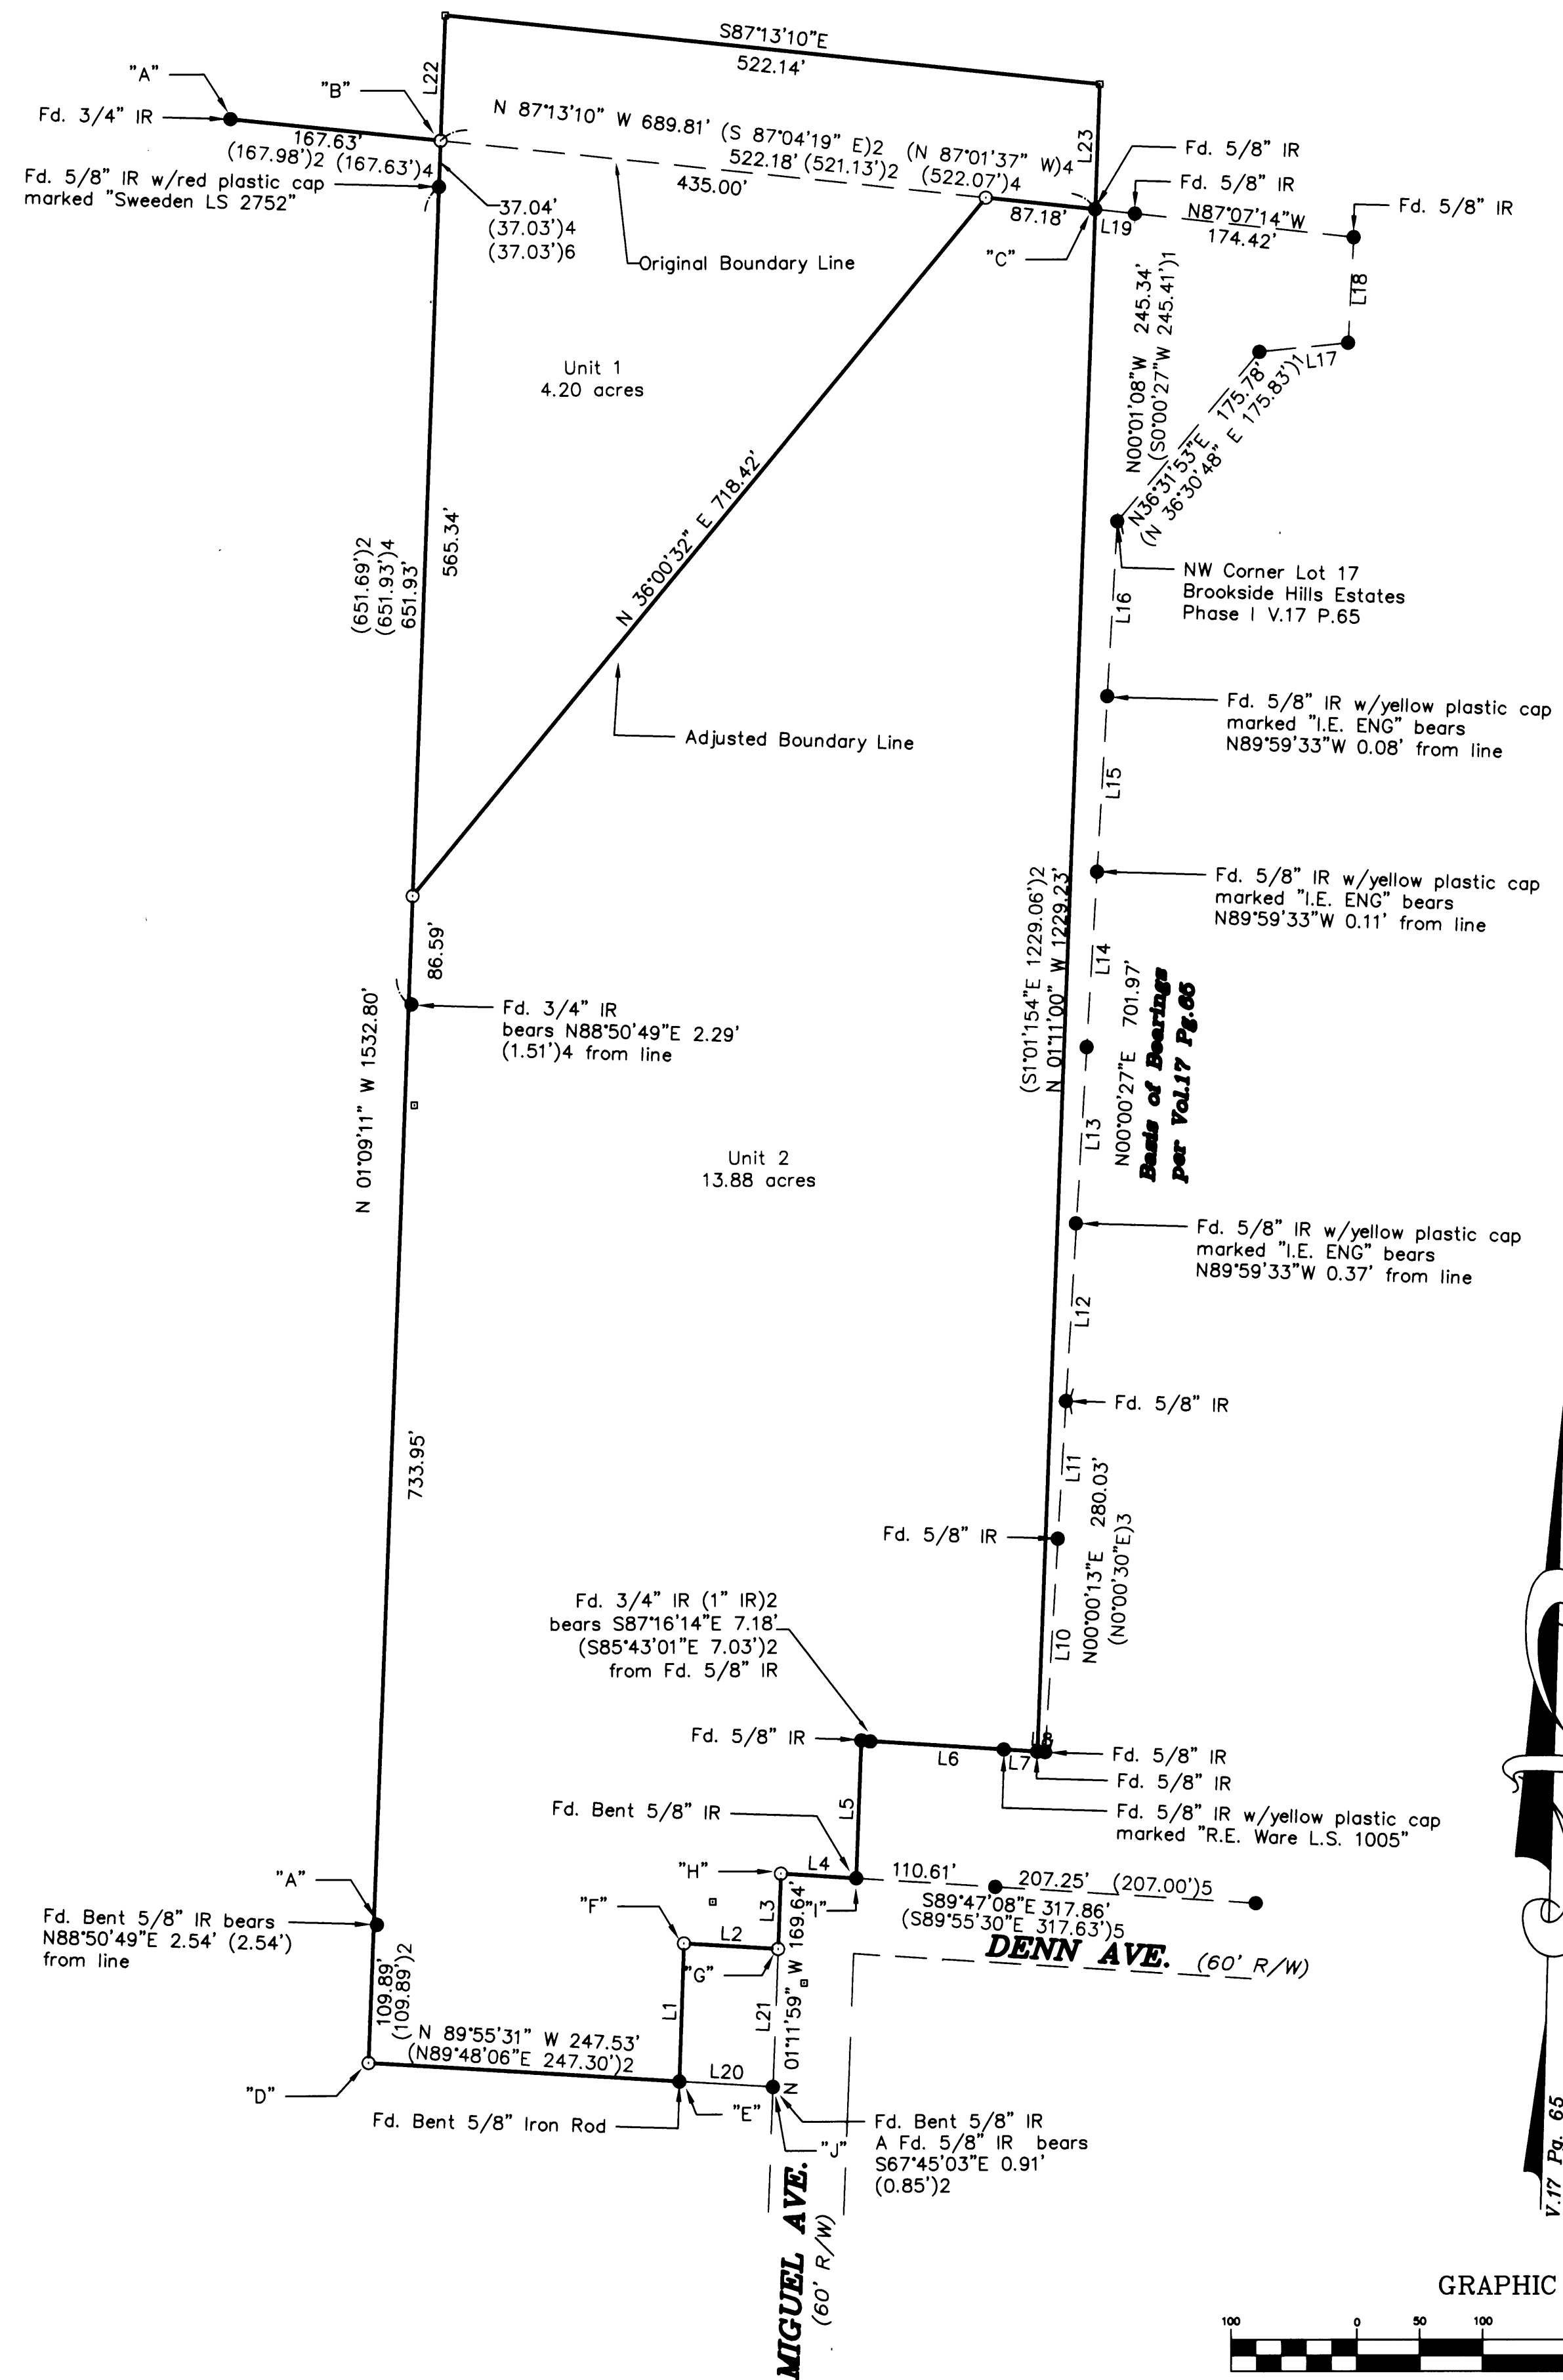 S87°13'10"E
522.14'
"A"
L22
"B"
Fd. 3/4" IR
167.63'
(167.98')2 (167.63')4
N 87°13'10" W 689.81' (S 87°04'19" E)2 (N 87°01'37" W)4
522.18' (521.13')2 (522.07')4
435.00'
L23
Fd. 5/8" IR
Fd. 5/8" IR
Fd. 5/8" IR w/red plastic cap
marked "Sweeden LS 2752"
37.04'
(37.03')4
(37.03')6
Original Boundary Line
87.18'
L19
N87°07'14"W
174.42'
Fd. 5/8" IR
"C"
L18
L17
N00°01'08"W 245.34'
(S0°00'27"W 245.41')1
N36°31'53"E 175.78'
(N 36°30'48" E 175.83')1
Unit 1
4.20 acres
(651.69')2
(651.93')4
651.93'
565.34'
N 36°00'32" E 718.42'
NW Corner Lot 17
Brookside Hills Estates
Phase I V.17 P.65
L16
Fd. 5/8" IR w/yellow plastic cap
marked "I.E. ENG" bears
N89°59'33"W 0.08' from line
Adjusted Boundary Line
L15
Fd. 5/8" IR w/yellow plastic cap
marked "I.E. ENG" bears
N89°59'33"W 0.11' from line
(S1°01'154"E 1229.06')2
N 01°11'00" W 1229.23'
L14
86.59'
Fd. 3/4" IR
bears N88°50'49"E 2.29'
(1.51')4 from line
N 01°09'11" W 1532.80'
N00°00'27"E 701.97'
Basis of Bearings
per Vol.17 Pg.65
L13
Unit 2
13.88 acres
Fd. 5/8" IR w/yellow plastic cap
marked "I.E. ENG" bears
N89°59'33"W 0.37' from line
L12
Fd. 5/8" IR
733.95'
L11
Fd. 5/8" IR
N00°00'13"E 280.03'
(N0°00'30"E)3
L10
Fd. 3/4" IR (1" IR)2
bears S87°16'14"E 7.18'
(S85°43'01"E 7.03')2
from Fd. 5/8" IR
Fd. 5/8" IR
L6
L7
L8
Fd. 5/8" IR
Fd. 5/8" IR
Fd. 5/8" IR w/yellow plastic cap
marked "R.E. Ware L.S. 1005"
Fd. Bent 5/8" IR
L5
"H"
L4
110.61'
207.25' (207.00')5
S89°47'08"E 317.86'
(S89°55'30"E 317.63')5
DENN AVE. (60' R/W)
"A"
"F"
L3
"I"
Fd. Bent 5/8" IR bears
N88°50'49"E 2.54' (2.54')
from line
L2
"G"
L1
L21
N 01°11'59" W 169.64'
109.89'
(109.89')2
N 89°55'31" W 247.53'
(N89°48'06"E 247.30')2
L20
"D"
Fd. Bent 5/8" Iron Rod
"E"
"J"
Fd. Bent 5/8" IR
A Fd. 5/8" IR bears
S67°45'03"E 0.91'
(0.85')2
MIGUEL AVE.
(60' R/W)
V.17 Pg. 65
GRAPHIC
100 0 50 100